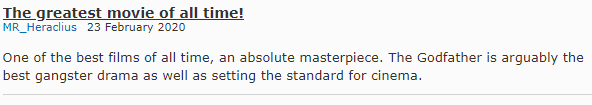 The greatest movie of all time!
MR_Heraclius 23 February 2020
One of the best films of all time, an absolute masterpiece. The Godfather is arguably the
best gangster drama as well as setting the standard for cinema.